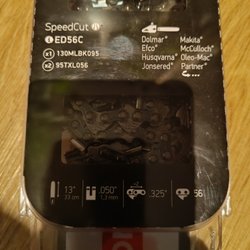 SpeedCut
ED56C
x1 130MLBK095
x2 95TXL056
Dolmar® Makita®
Efco® McCulloch®
Husqvarna® Oleo-Mac®
Jonsered® Partner®
13" .050" .325" 56
33 cm 1,3 mm